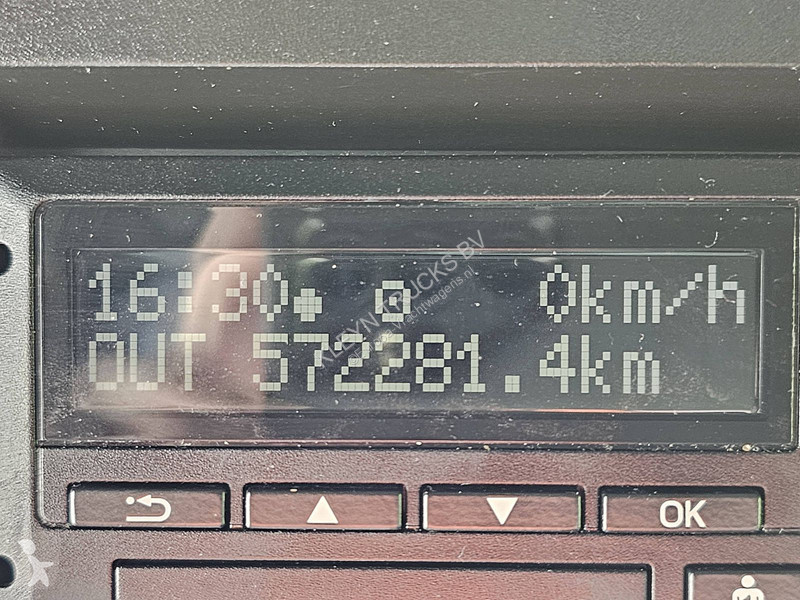 16:30 0km/h
OUT 572281.4km
KLEYN TRUCKS BV
OK